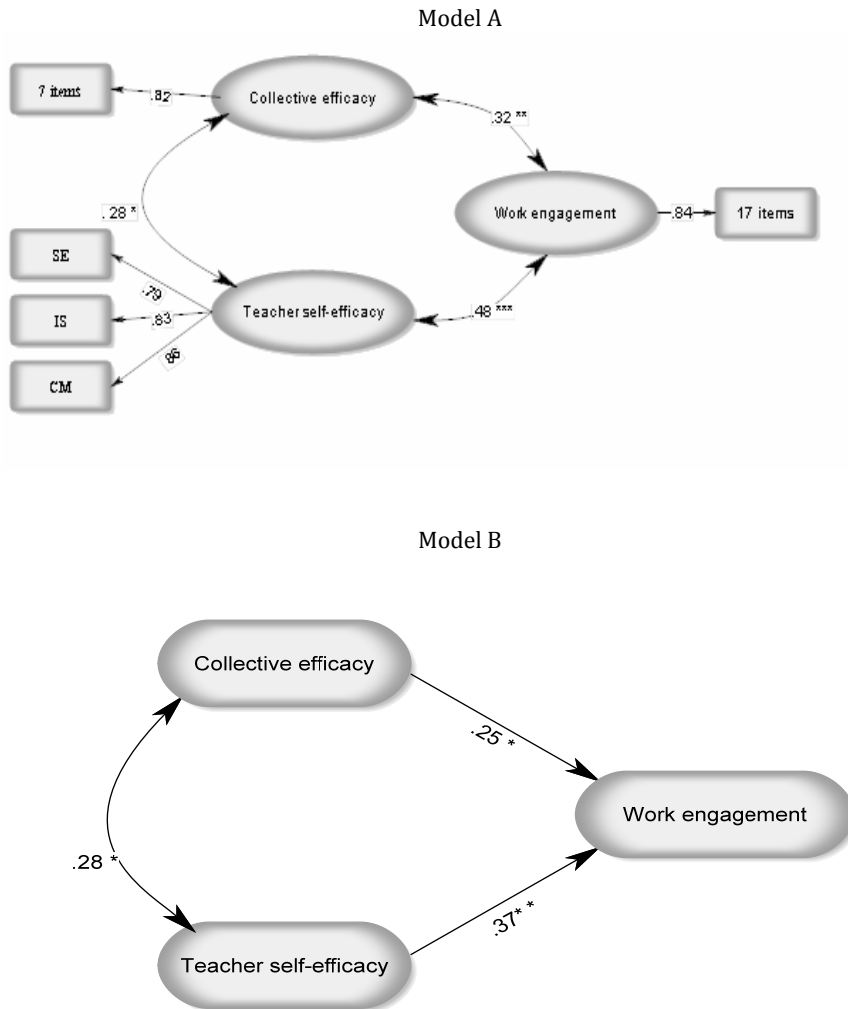 Model A
7 items
.82
Collective efficacy
.32 **
.28 *
Work engagement
.84
17 items
SE
.79
IS
.83
Teacher self-efficacy
.48 ***
CM
86
Model B
Collective efficacy
.25 *
Work engagement
.28 *
.37* *
Teacher self-efficacy